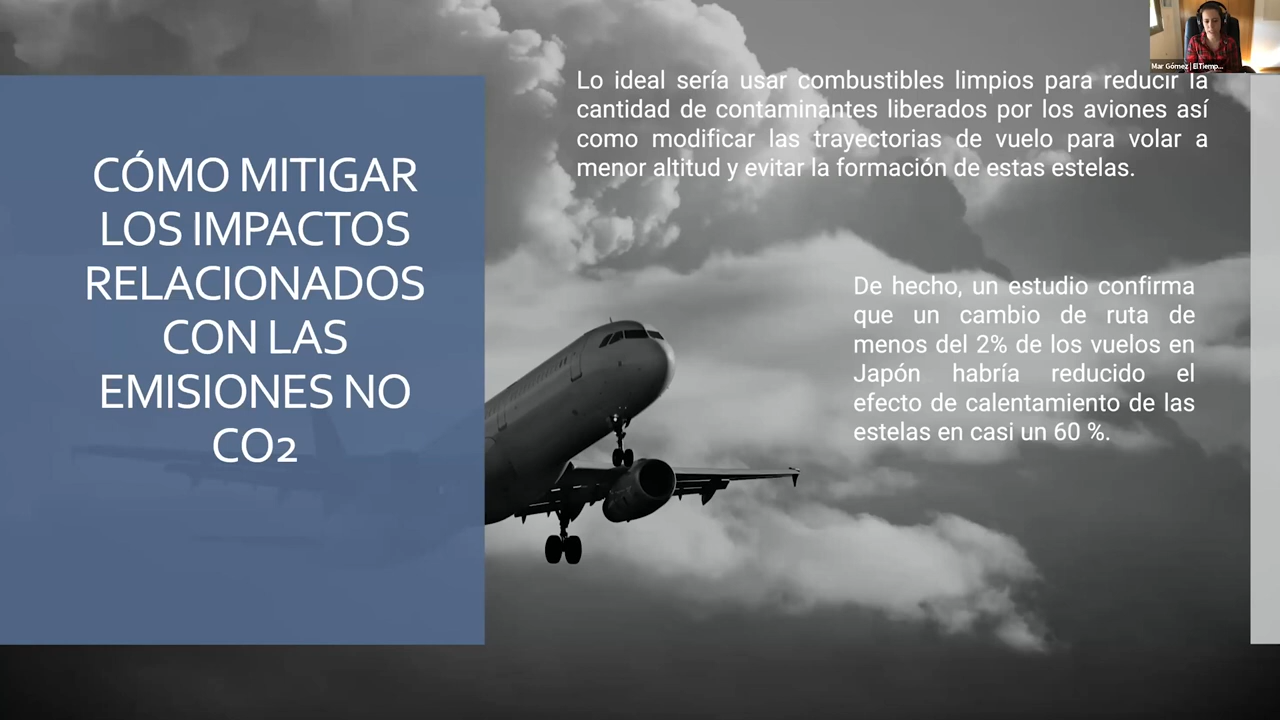 CÓMO MITIGAR
LOS IMPACTOS
RELACIONADOS
CON LAS
EMISIONES NO
CO2
Lo ideal sería usar combustibles limpios para reducir la
cantidad de contaminantes liberados por los aviones así
como modificar las trayectorias de vuelo para volar a
menor altitud y evitar la formación de estas estelas.
De hecho, un estudio confirma
que un cambio de ruta de
menos del 2% de los vuelos en
Japón habría reducido el
efecto de calentamiento de las
estelas en casi un 60 %.
Mar Gómez | ElTiemp...